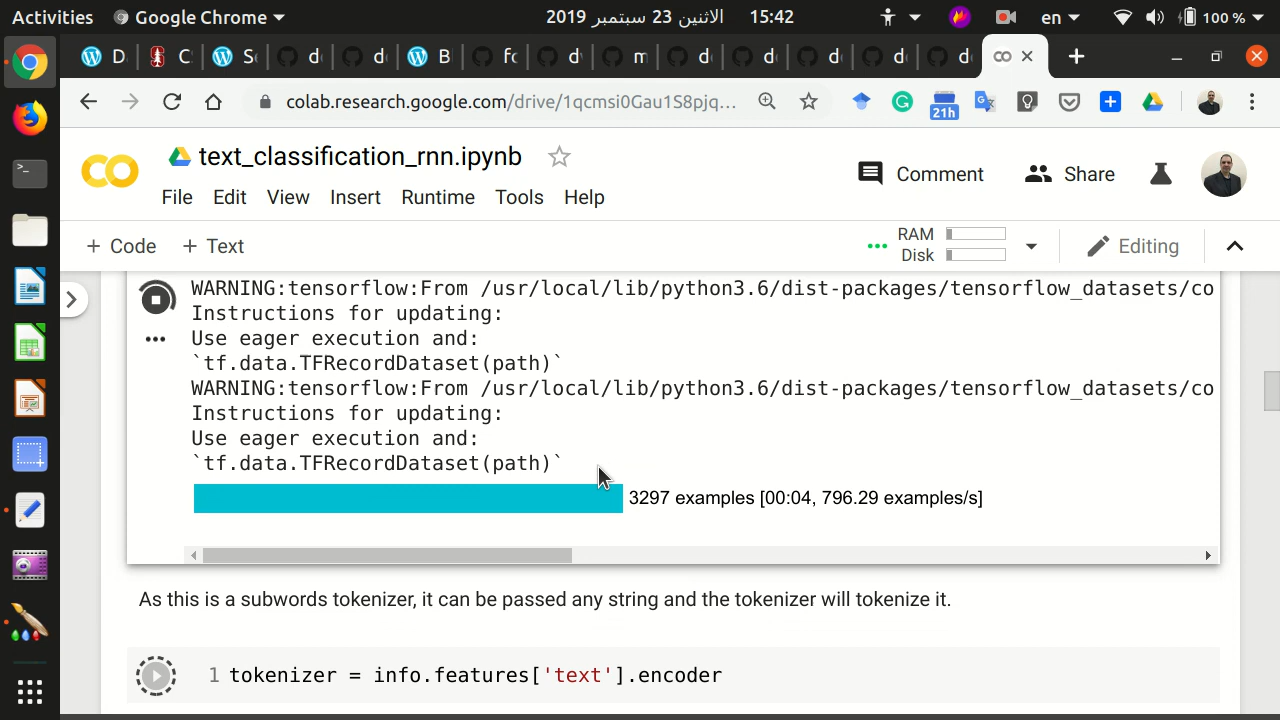 Activities Google Chrome الاثنين 23 سبتمبر 2019 15:42 en 100 %
D C S d d B f d m d d d d d
colab.research.google.com/drive/1qcmsi0Gau1S8pjq... 21h
text_classification_rnn.ipynb
Comment Share
File Edit View Insert Runtime Tools Help
+ Code + Text RAM Disk Editing
WARNING:tensorflow:From /usr/local/lib/python3.6/dist-packages/tensorflow_datasets/co
Instructions for updating:
Use eager execution and:
`tf.data.TFRecordDataset(path)`
WARNING:tensorflow:From /usr/local/lib/python3.6/dist-packages/tensorflow_datasets/co
Instructions for updating:
Use eager execution and:
`tf.data.TFRecordDataset(path)`
3297 examples [00:04, 796.29 examples/s]
As this is a subwords tokenizer, it can be passed any string and the tokenizer will tokenize it.
1 tokenizer = info.features['text'].encoder